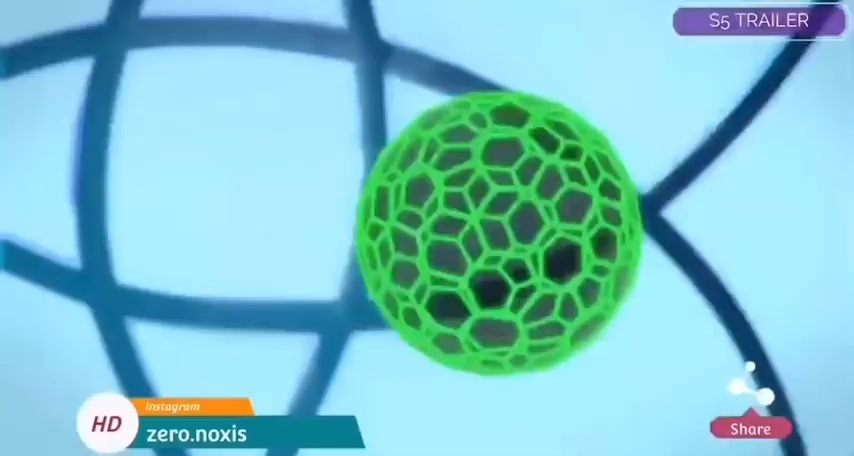 S5 TRAILER
HD
Instagram
zero.noxis
Share